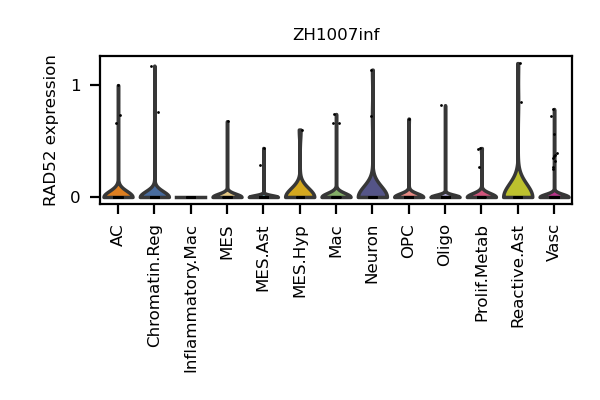 ZH1007inf
RAD52 expression
1
0
AC
Chromatin.Reg
Inflammatory.Mac
MES
MES.Ast
MES.Hyp
Mac
Neuron
OPC
Oligo
Prolif.Metab
Reactive.Ast
Vasc